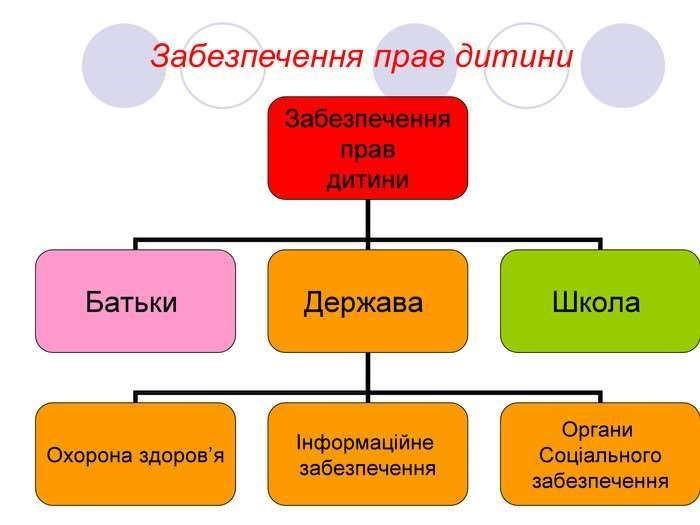 Забезпечення прав дитини
Забезпечення
прав
дитини
Батьки
Держава
Школа
Охорона здоров’я
Інформаційне
забезпечення
Органи
Соціального
забезпечення